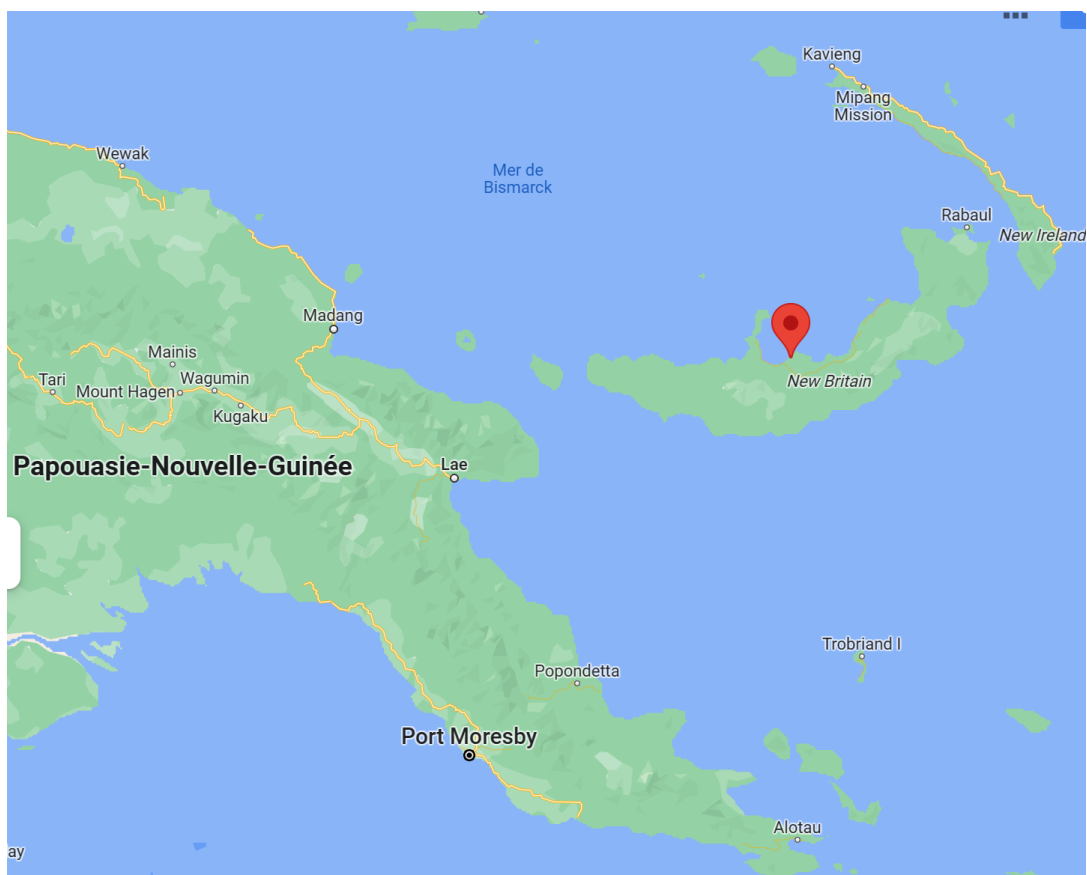 Kavieng
Mipang
Mission
Wewak
Mer de
Bismarck
Rabaul
New Ireland
Madang
Mainis
Tari
Mount Hagen
Wagumin
New Britain
Kugaku
Papouasie-Nouvelle-Guinée
Lae
Trobriand I
Popondetta
Port Moresby
Alotau
ay